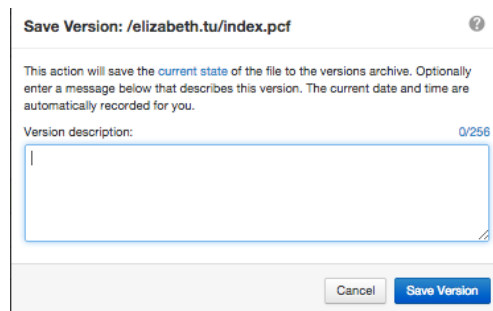 Save Version: /elizabeth.tu/index.pcf
?
This action will save the current state of the file to the versions archive. Optionally
enter a message below that describes this version. The current date and time are
automatically recorded for you.
Version description: 0/256
Cancel Save Version